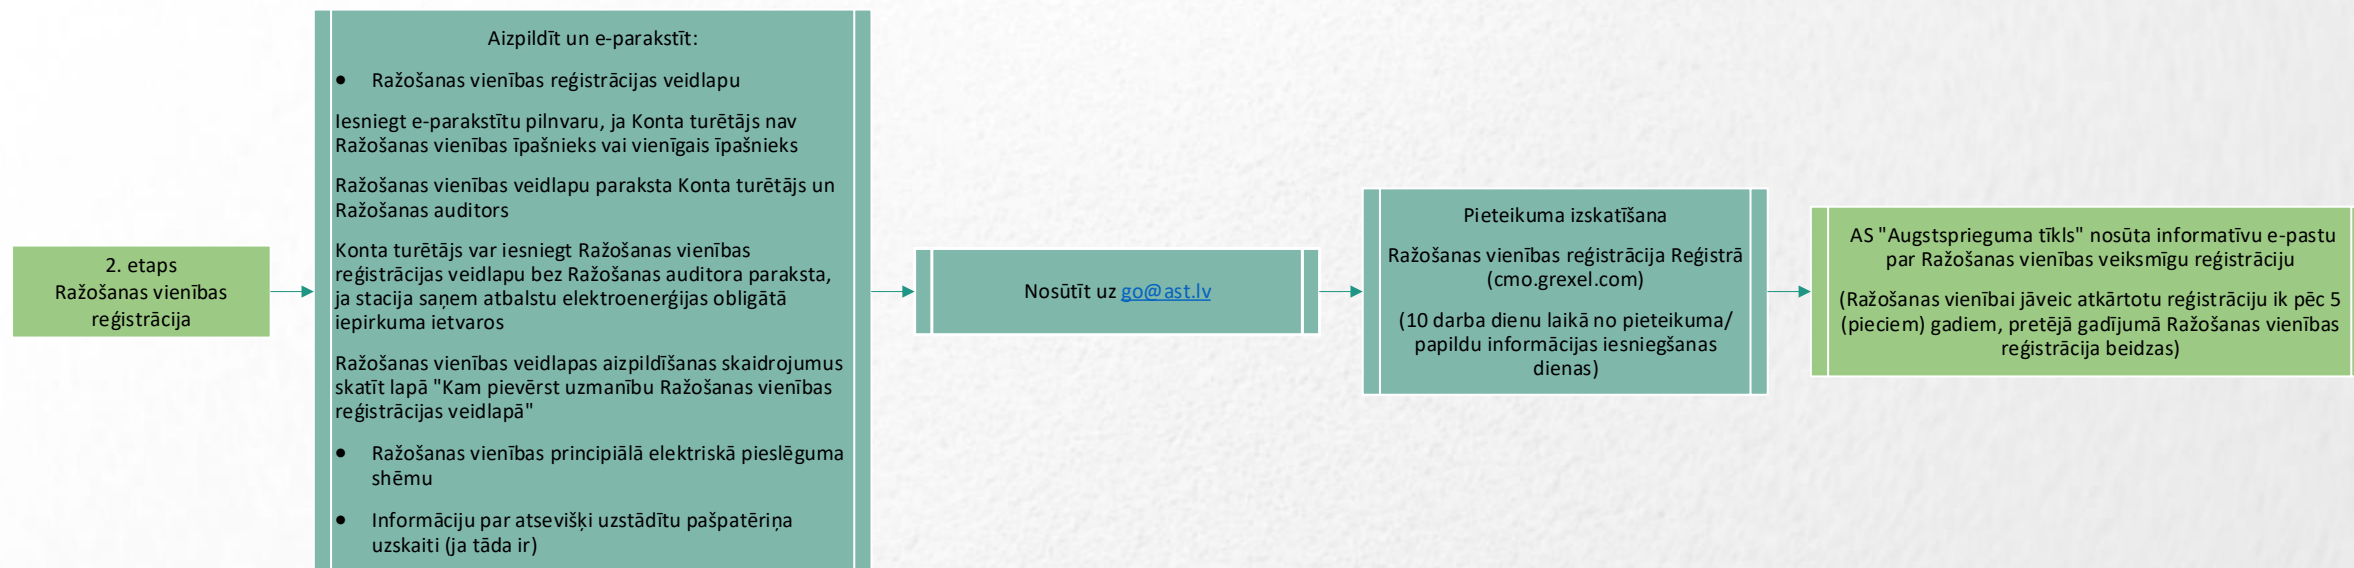 2. etaps
Ražošanas vienības
reģistrācija
Aizpildīt un e-parakstīt:
• Ražošanas vienības reģistrācijas veidlapu
Iesniegt e-parakstītu pilnvaru, ja Konta turētājs nav
Ražošanas vienības īpašnieks vai vienīgais īpašnieks
Ražošanas vienības veidlapu paraksta Konta turētājs un
Ražošanas auditors
Konta turētājs var iesniegt Ražošanas vienības
reģistrācijas veidlapu bez Ražošanas auditora paraksta,
ja stacija saņem atbalstu elektroenerģijas obligātā
iepirkuma ietvaros
Ražošanas vienības veidlapas aizpildīšanas skaidrojumus
skatīt lapā "Kam pievērst uzmanību Ražošanas vienības
reģistrācijas veidlapā"
• Ražošanas vienības principiālā elektriskā pieslēguma
shēmu
• Informāciju par atsevišķi uzstādītu pašpatēriņa
uzskaiti (ja tāda ir)
Nosūtīt uz go@ast.lv
Pieteikuma izskatīšana
Ražošanas vienības reģistrācija Reģistrā
(cmo.grexel.com)
(10 darba dienu laikā no pieteikuma/
papildu informācijas iesniegšanas
dienas)
AS "Augstsprieguma tīkls" nosūta informatīvu e-pastu
par Ražošanas vienības veiksmīgu reģistrāciju
(Ražošanas vienībai jāveic atkārtotu reģistrāciju ik pēc 5
(pieciem) gadiem, pretējā gadījumā Ražošanas vienības
reģistrācija beidzas)